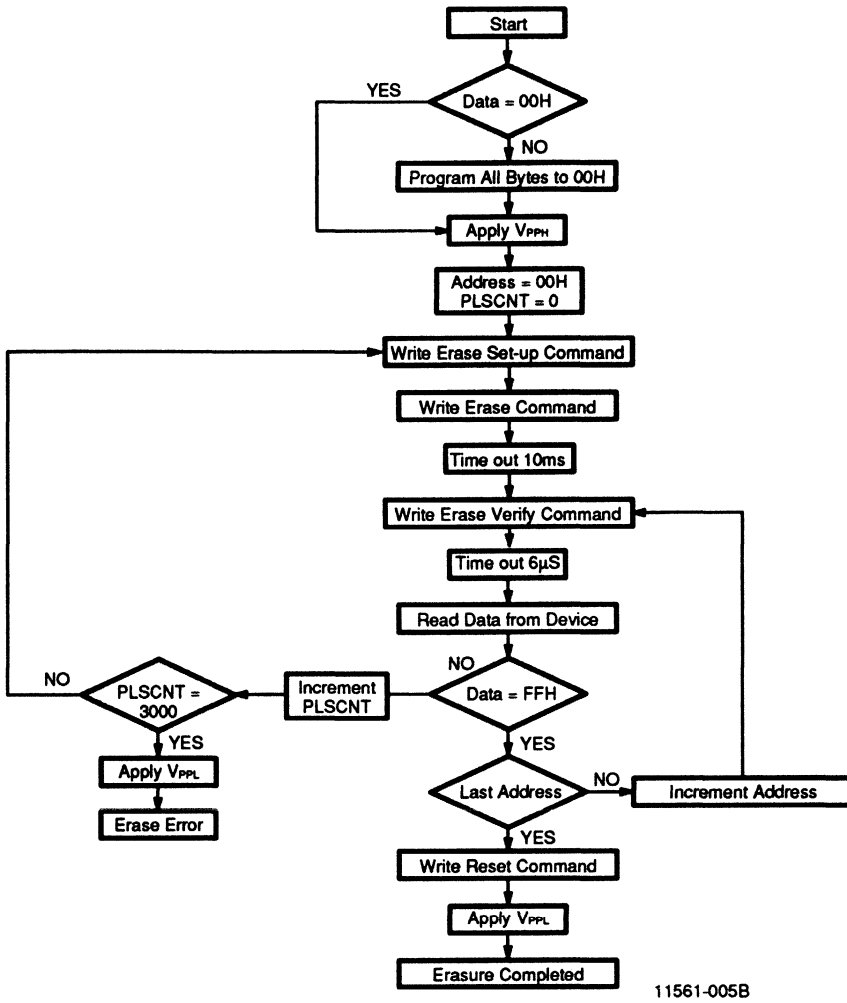 Start
YES
Data = 00H
NO
Program All Bytes to 00H
Apply VPPH
Address = 00H
PLSCNT = 0
Write Erase Set-up Command
Write Erase Command
Time out 10ms
Write Erase Verify Command
Time out 6µS
Read Data from Device
NO
PLSCNT =
3000
Increment
PLSCNT
NO
Data = FFH
YES
YES
Apply VPPL
Last Address
NO
Increment Address
Erase Error
YES
Write Reset Command
Apply VPPL
Erasure Completed
11561-005B